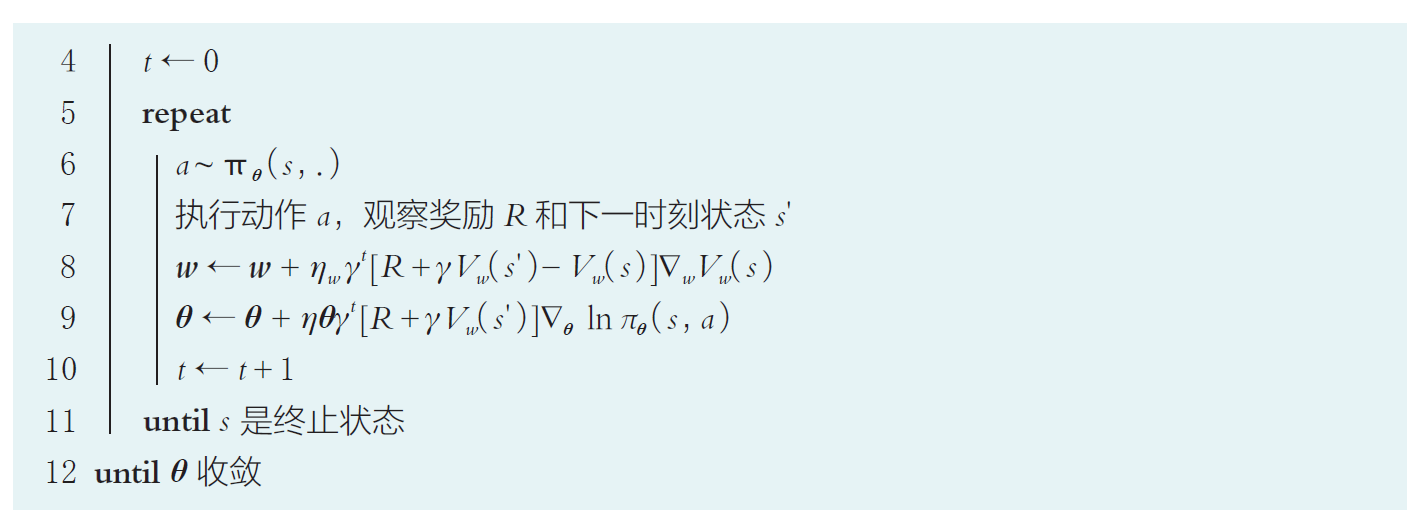 4 t ← 0
5 repeat
6 a ~ π_θ(s, .)
7 执行动作 a，观察奖励 R 和下一时刻状态 s'
8 w ← w + η_w γ^t[R + γV_w(s') − V_w(s)]∇_w V_w(s)
9 θ ← θ + ηθγ^t[R + γV_w(s')]∇_θ ln π_θ(s, a)
10 t ← t + 1
11 until s 是终止状态
12 until θ 收敛